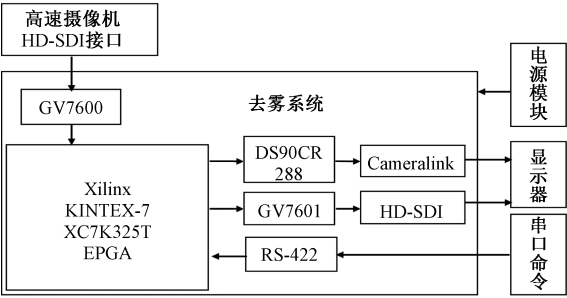 高速摄像机
HD-SDI接口
电源模块
GV7600
去雾系统
DS90CR
288
Cameralink
显示器
Xilinx
KINTEX-7
XC7K325T
EPGA
GV7601
HD-SDI
RS-422
串口命令